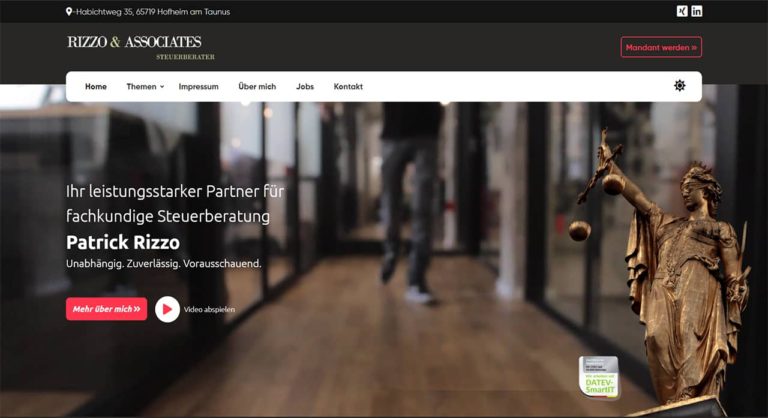 -Habichtweg 35, 65719 Hofheim am Taunus
RIZZO & ASSOCIATES
STEUERBERATER
Mandant werden »
Home
Themen
Impressum
Über mich
Jobs
Kontakt
Ihr leistungsstarker Partner für
fachkundige Steuerberatung
Patrick Rizzo
Unabhängig. Zuverlässig. Vorausschauend.
Mehr über mich »
Video abspielen
DATEV-
SmartIT